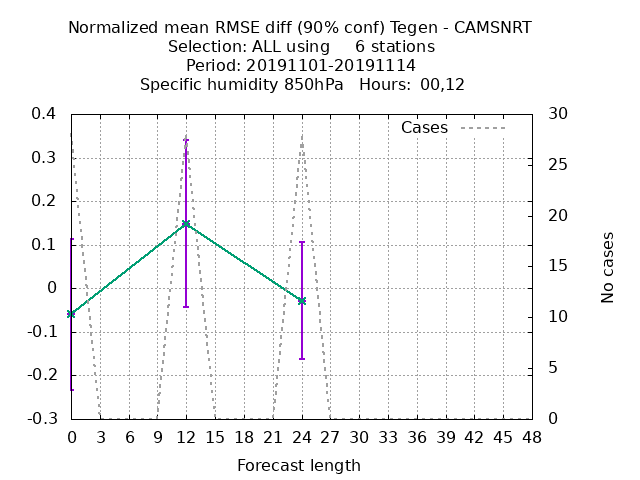 Normalized mean RMSE diff (90% conf) Tegen - CAMSNRT
Selection: ALL using     6 stations
Period: 20191101-20191114
Specific humidity 850hPa   Hours:  00,12
Cases
0.4
0.3
0.2
0.1
0
-0.1
-0.2
-0.3
30
25
20
15
10
5
0
No cases
0 3 6 9 12 15 18 21 24 27 30 33 36 39 42 45 48
Forecast length